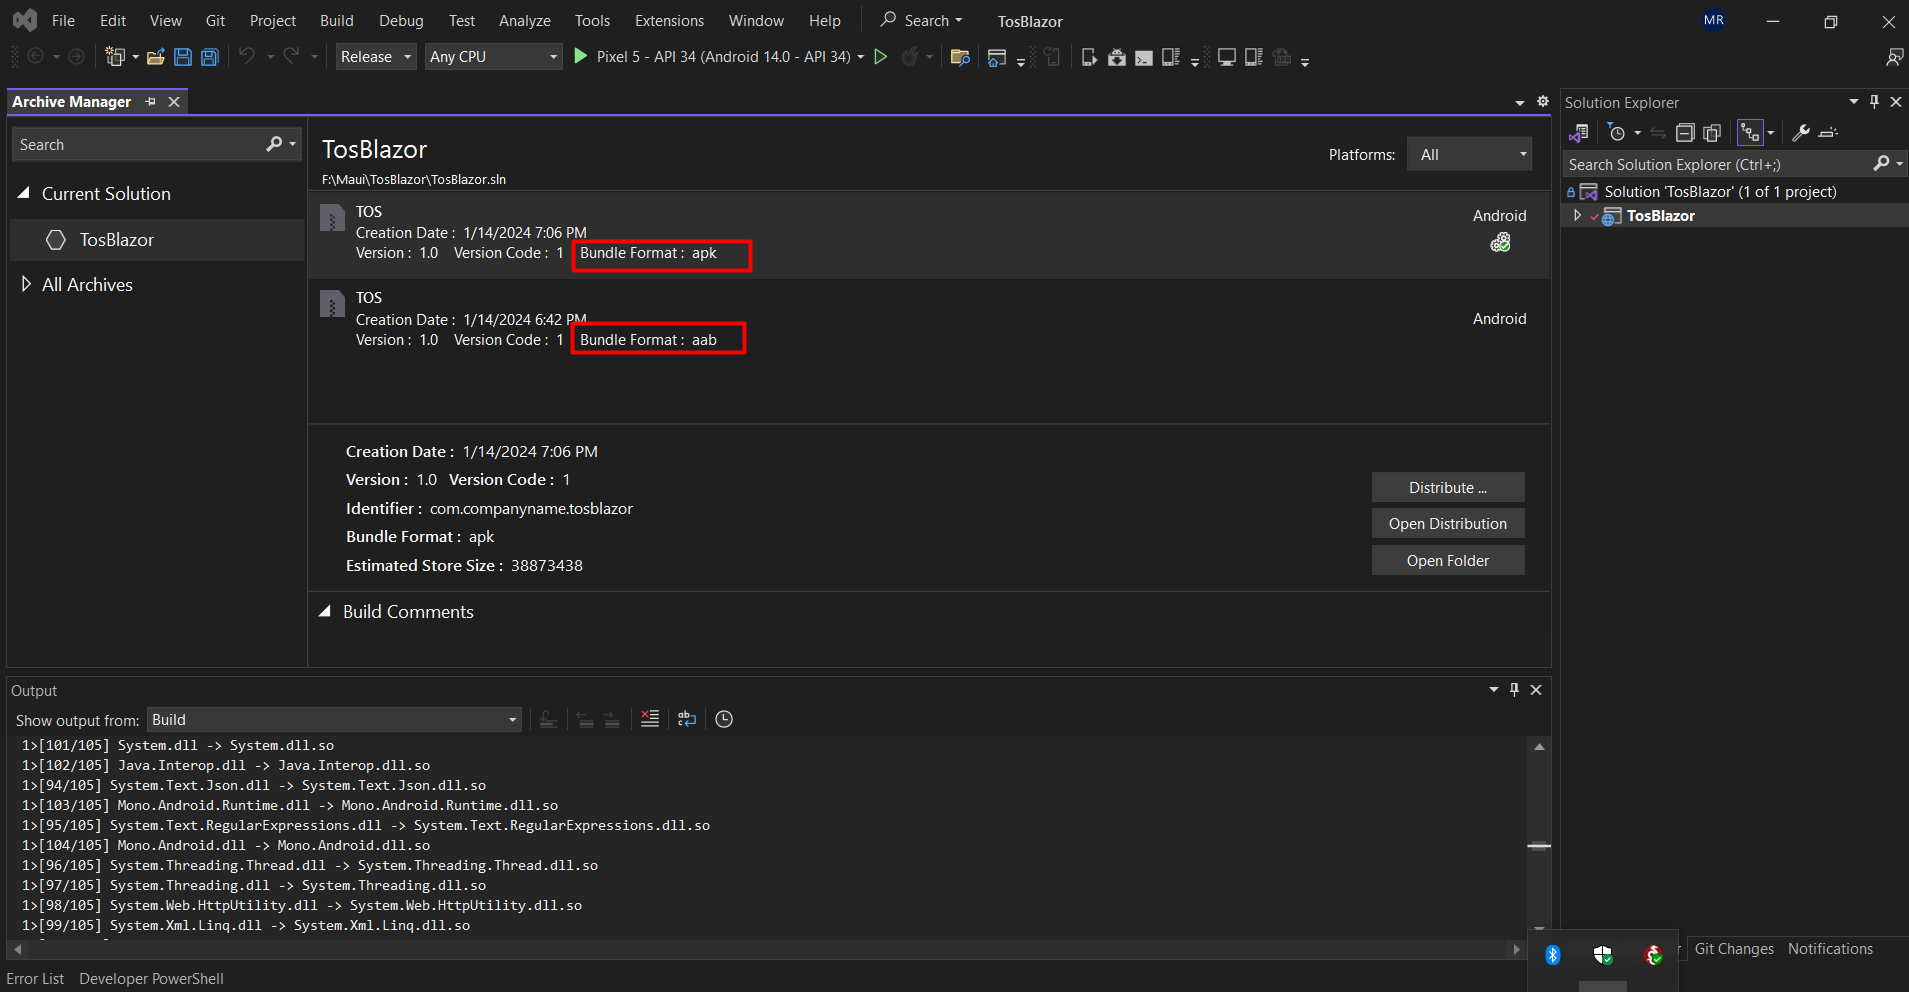 File Edit View Git Project Build Debug Test Analyze Tools Extensions Window Help Search TosBlazor MR
Release Any CPU Pixel 5 - API 34 (Android 14.0 - API 34)
Archive Manager
Search
Current Solution
TosBlazor
All Archives
TosBlazor
F:\Maui\TosBlazor\TosBlazor.sln
Platforms: All
TOS
Creation Date : 1/14/2024 7:06 PM
Version : 1.0 Version Code : 1 Bundle Format : apk
Android
TOS
Creation Date : 1/14/2024 6:42 PM
Version : 1.0 Version Code : 1 Bundle Format : aab
Android
Creation Date : 1/14/2024 7:06 PM
Version : 1.0 Version Code : 1
Identifier : com.companyname.tosblazor
Bundle Format : apk
Estimated Store Size : 38873438
Distribute ...
Open Distribution
Open Folder
Build Comments
Solution Explorer
Search Solution Explorer (Ctrl+;)
Solution 'TosBlazor' (1 of 1 project)
TosBlazor
Output
Show output from: Build
1>[101/105] System.dll -> System.dll.so
1>[102/105] Java.Interop.dll -> Java.Interop.dll.so
1>[94/105] System.Text.Json.dll -> System.Text.Json.dll.so
1>[103/105] Mono.Android.Runtime.dll -> Mono.Android.Runtime.dll.so
1>[95/105] System.Text.RegularExpressions.dll -> System.Text.RegularExpressions.dll.so
1>[104/105] Mono.Android.dll -> Mono.Android.dll.so
1>[96/105] System.Threading.Thread.dll -> System.Threading.Thread.dll.so
1>[97/105] System.Threading.dll -> System.Threading.dll.so
1>[98/105] System.Web.HttpUtility.dll -> System.Web.HttpUtility.dll.so
1>[99/105] System.Xml.Linq.dll -> System.Xml.Linq.dll.so
Git Changes Notifications
Error List Developer PowerShell